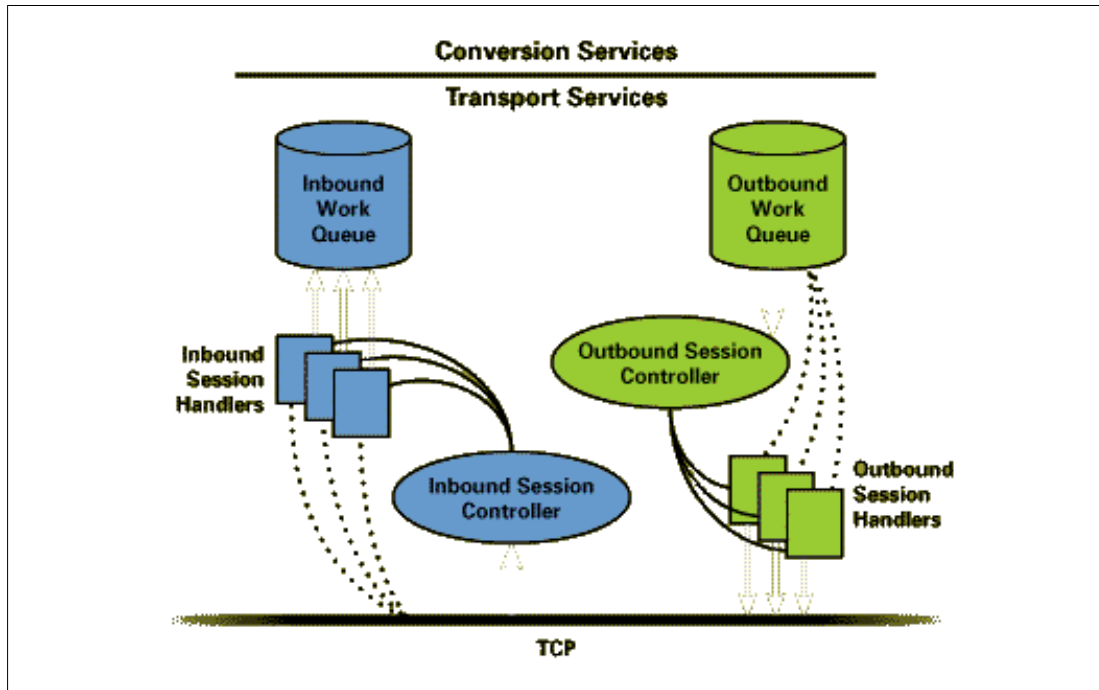 Conversion Services
Transport Services
Inbound
Work
Queue
Outbound
Work
Queue
Inbound
Session
Handlers
Outbound Session
Controller
Inbound Session
Controller
Outbound
Session
Handlers
TCP